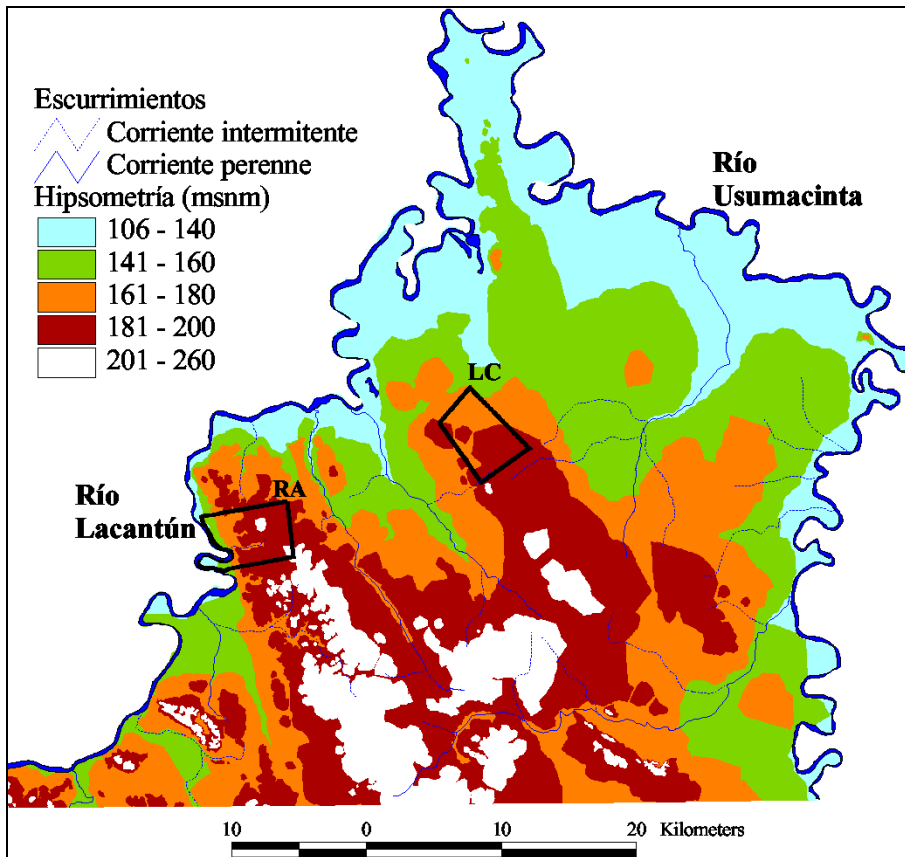 Escurrimientos
Corriente intermitente
Corriente perenne
Hipsometría (msnm)
106 - 140
141 - 160
161 - 180
181 - 200
201 - 260
Río
Usumacinta
LC
RA
Río
Lacantún
10 0 10 20 Kilometers